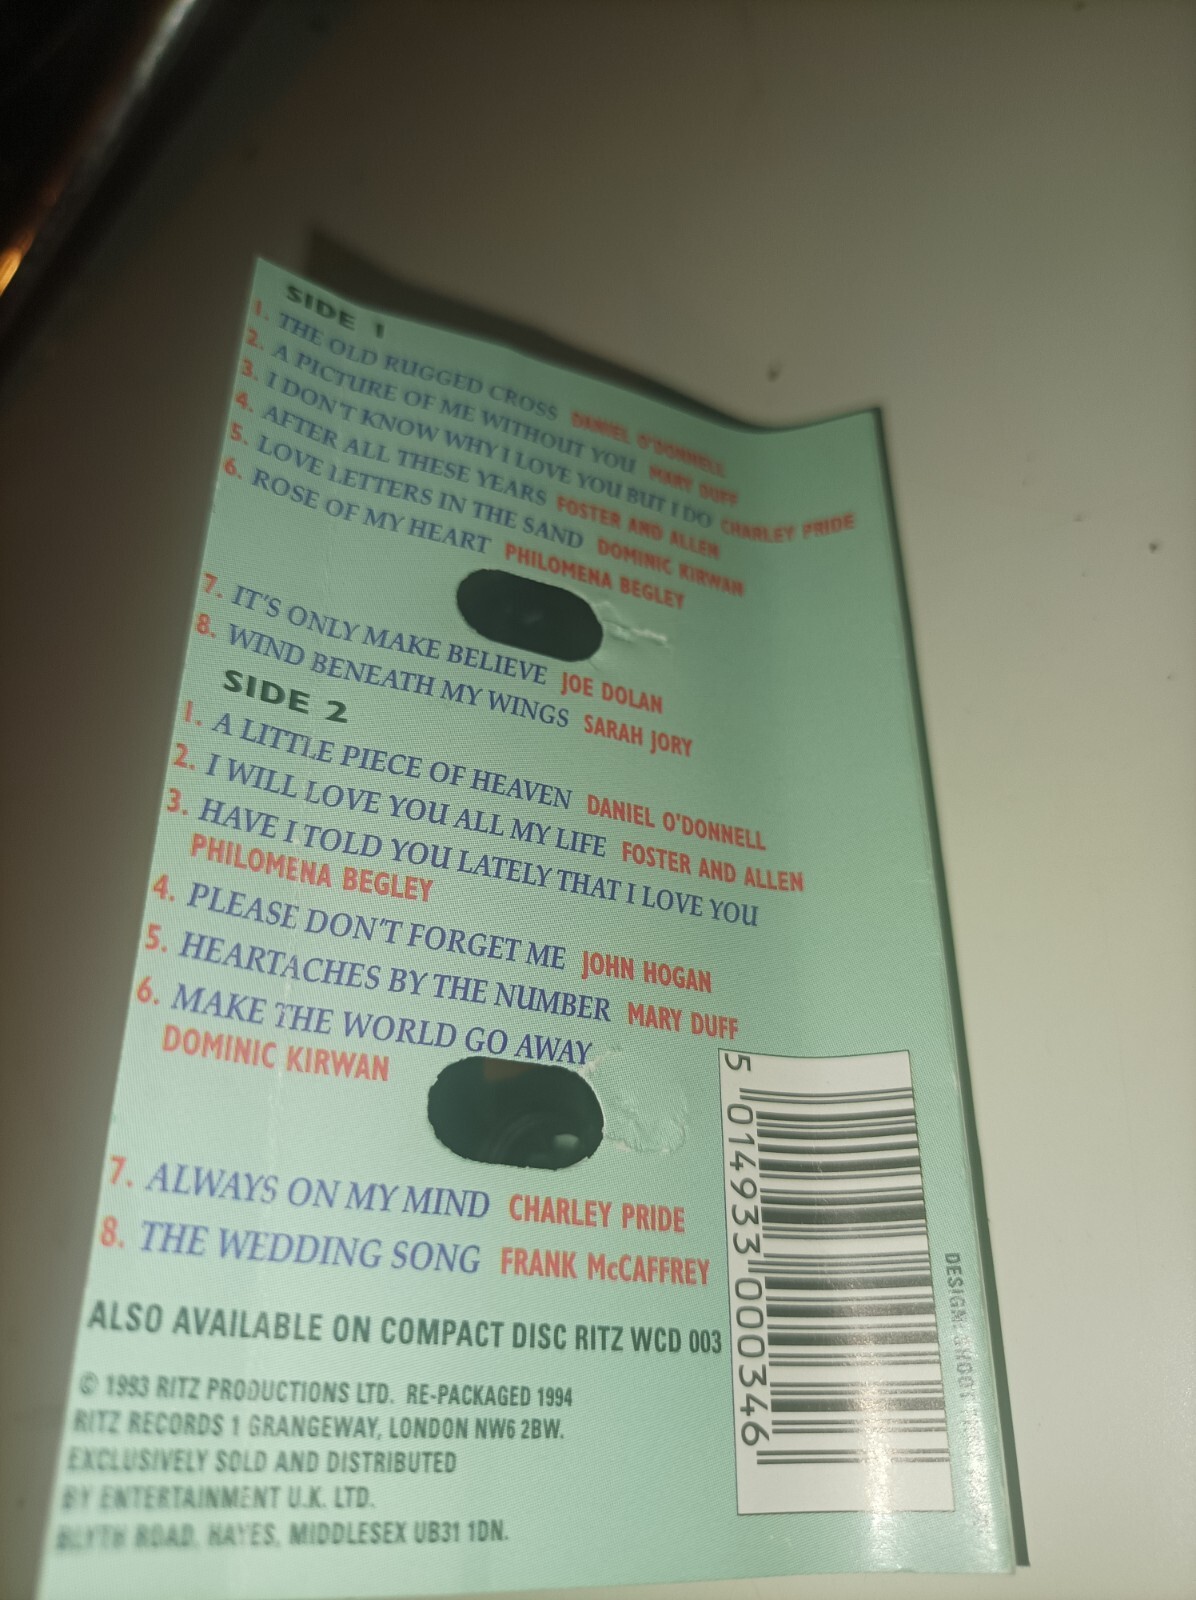 SIDE 1
1. THE OLD RUGGED CROSS DANIEL O'DONNELL
2. A PICTURE OF ME WITHOUT YOU MARY DUFF
3. I DON'T KNOW WHY I LOVE YOU BUT I DO CHARLEY PRIDE
4. AFTER ALL THESE YEARS FOSTER AND ALLEN
5. LOVE LETTERS IN THE SAND DOMINIC KIRWAN
6. ROSE OF MY HEART PHILOMENA BEGLEY
7. IT'S ONLY MAKE BELIEVE JOE DOLAN
8. WIND BENEATH MY WINGS SARAH JORY
SIDE 2
1. A LITTLE PIECE OF HEAVEN DANIEL O'DONNELL
2. I WILL LOVE YOU ALL MY LIFE FOSTER AND ALLEN
3. HAVE I TOLD YOU LATELY THAT I LOVE YOU
PHILOMENA BEGLEY
4. PLEASE DON'T FORGET ME JOHN HOGAN
5. HEARTACHES BY THE NUMBER MARY DUFF
6. MAKE THE WORLD GO AWAY
DOMINIC KIRWAN
7. ALWAYS ON MY MIND CHARLEY PRIDE
8. THE WEDDING SONG FRANK McCAFFREY
ALSO AVAILABLE ON COMPACT DISC RITZ WCD 003
© 1993 RITZ PRODUCTIONS LTD. RE-PACKAGED 1994
RITZ RECORDS 1 GRANGEWAY, LONDON NW6 2BW.
EXCLUSIVELY SOLD AND DISTRIBUTED
BY ENTERTAINMENT U.K. LTD.
BLYTH ROAD, HAYES, MIDDLESEX UB31 1DN.
5 014933 000346
DESIGN: